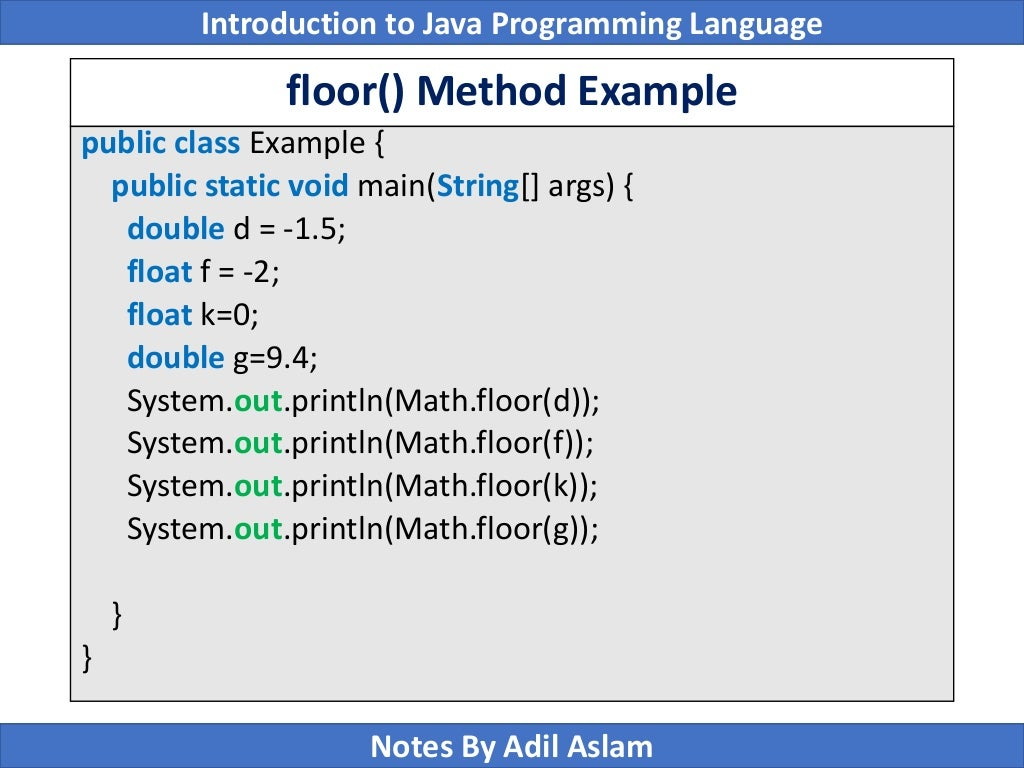 Introduction to Java Programming Language
floor() Method Example
public class Example {
public static void main(String[] args) {
double d = -1.5;
float f = -2;
float k=0;
double g=9.4;
System.out.println(Math.floor(d));
System.out.println(Math.floor(f));
System.out.println(Math.floor(k));
System.out.println(Math.floor(g));
}
}
Notes By Adil Aslam